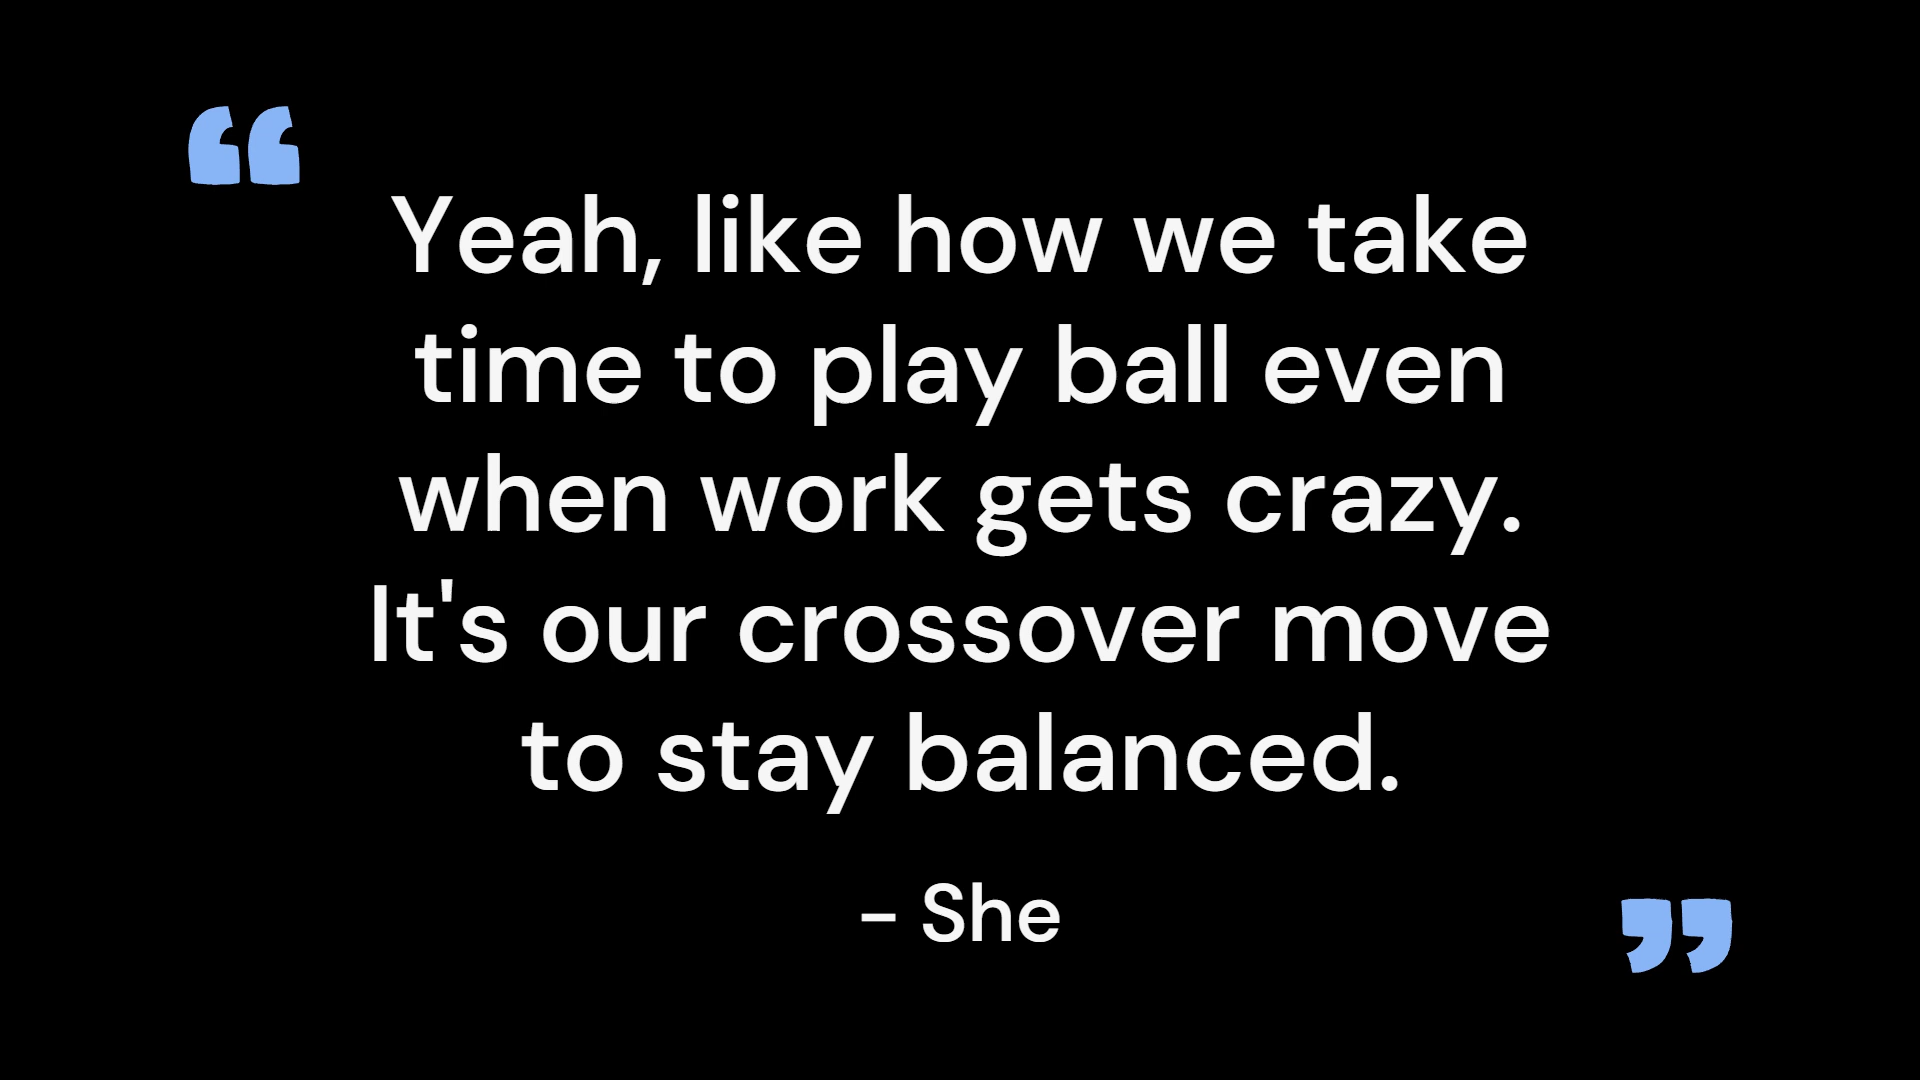 “
Yeah, like how we take
time to play ball even
when work gets crazy.
It's our crossover move
to stay balanced.
– She
”